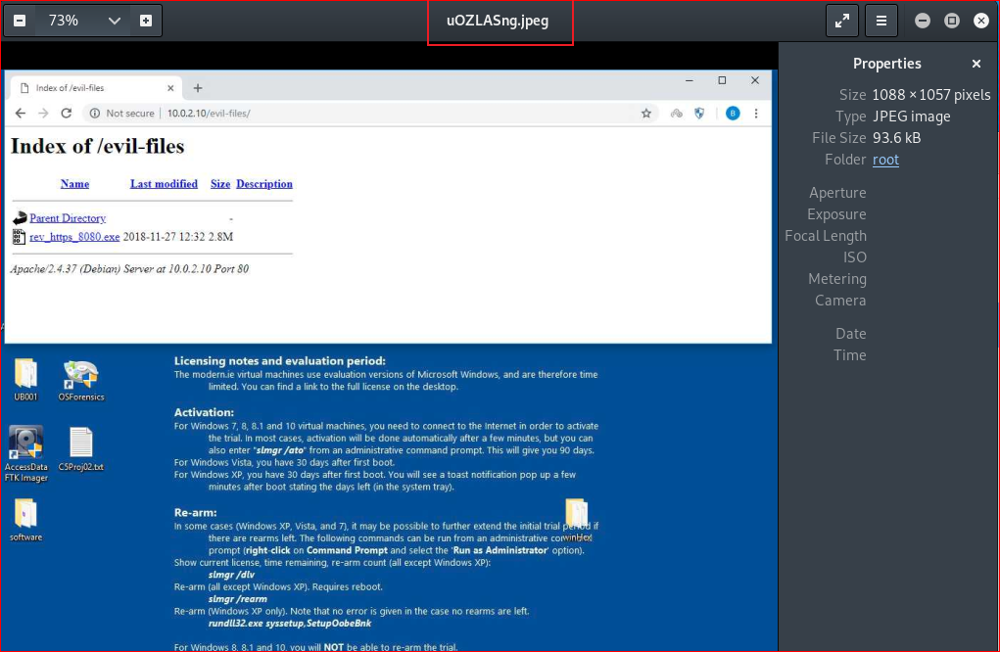 73%
uOZLASng.jpeg
Properties
Size 1088 × 1057 pixels
Type JPEG image
File Size 93.6 kB
Folder root
Aperture
Exposure
Focal Length
ISO
Metering
Camera
Date
Time
Index of /evil-files
Not secure
10.0.2.10/evil-files/
B
Index of /evil-files
Name Last modified Size Description
Parent Directory -
rev_https_8080.exe 2018-11-27 12:32 2.8M
Apache/2.4.37 (Debian) Server at 10.0.2.10 Port 80
UB001
OSForensics
AccessData
FTK Imager
C5Proj02.txt
software
winHex
Licensing notes and evaluation period:
The modern.ie virtual machines use evaluation versions of Microsoft Windows, and are therefore time
limited. You can find a link to the full license on the desktop.
Activation:
For Windows 7, 8, 8.1 and 10 virtual machines, you need to connect to the Internet in order to activate
the trial. In most cases, activation will be done automatically after a few minutes, but you can
also enter "slmgr /ato" from an administrative command prompt. This will give you 90 days.
For Windows Vista, you have 30 days after first boot.
For Windows XP, you have 30 days after first boot. You will see a toast notification pop up a few
minutes after boot stating the days left (in the system tray).
Re-arm:
In some cases (Windows XP, Vista, and 7), it may be possible to further extend the initial trial period if
there are rearms left. The following commands can be run from an administrative command
prompt (right-click on Command Prompt and select the 'Run as Administrator' option).
Show current license, time remaining, re-arm count (all except Windows XP):
slmgr /dlv
Re-arm (all except Windows XP). Requires reboot.
slmgr /rearm
Re-arm (Windows XP only). Note that no error is given in the case no rearms are left.
rundll32.exe syssetup,SetupOobeBnk
For Windows 8, 8.1 and 10, you will NOT be able to re-arm the trial.